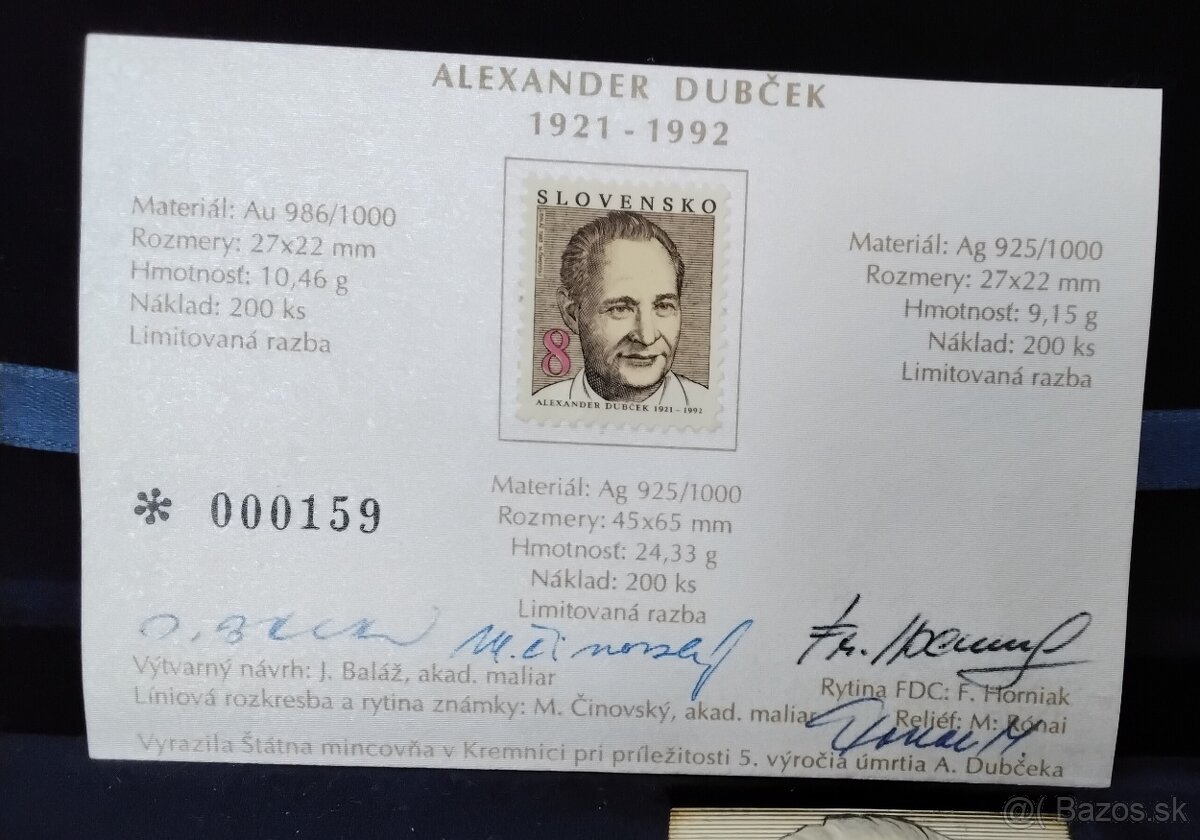 ALEXANDER DUBČEK
1921 - 1992
Materiál: Au 986/1000
Rozmery: 27x22 mm
Hmotnosť: 10,46 g
Náklad: 200 ks
Limitovaná razba
SLOVENSKO
8
ALEXANDER DUBČEK 1921 - 1992
Materiál: Ag 925/1000
Rozmery: 27x22 mm
Hmotnosť: 9,15 g
Náklad: 200 ks
Limitovaná razba
* 000159
Materiál: Ag 925/1000
Rozmery: 45x65 mm
Hmotnosť: 24,33 g
Náklad: 200 ks
Limitovaná razba
M. Činovský
Výtvarný návrh: J. Baláž, akad. maliar
Líniová rozkresba a rytina známky: M. Činovský, akad. maliar
Rytina FDC: F. Horniak
Reliéf: M. Rónai
Rónai M.
Vyrazila Štátna mincovňa v Kremnici pri príležitosti 5. výročia úmrtia A. Dubčeka
@( Bazos.sk